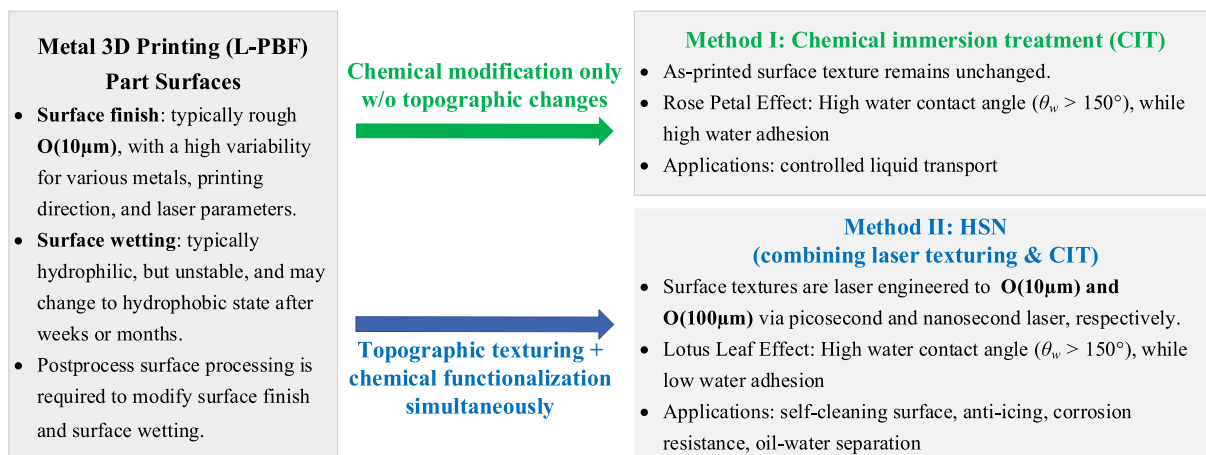 Metal 3D Printing (L-PBF)
Part Surfaces
• Surface finish: typically rough
O(10μm), with a high variability
for various metals, printing
direction, and laser parameters.
• Surface wetting: typically
hydrophilic, but unstable, and may
change to hydrophobic state after
weeks or months.
• Postprocess surface processing is
required to modify surface finish
and surface wetting.
Chemical modification only
w/o topographic changes
Topographic texturing +
chemical functionalization
simultaneously
Method I: Chemical immersion treatment (CIT)
• As-printed surface texture remains unchanged.
• Rose Petal Effect: High water contact angle (θw > 150°), while
high water adhesion
• Applications: controlled liquid transport
Method II: HSN
(combining laser texturing & CIT)
• Surface textures are laser engineered to O(10μm) and
O(100μm) via picosecond and nanosecond laser, respectively.
• Lotus Leaf Effect: High water contact angle (θw > 150°), while
low water adhesion
• Applications: self-cleaning surface, anti-icing, corrosion
resistance, oil-water separation